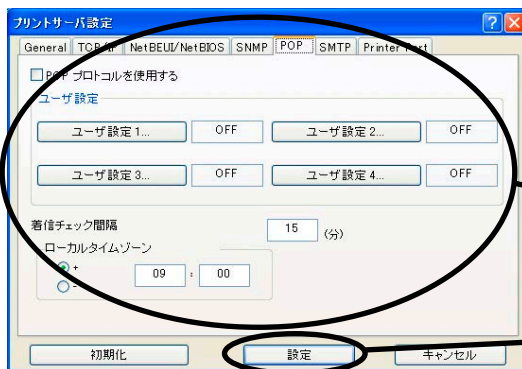 プリントサーバ設定
General TCP/IP NetBEUI/NetBIOS SNMP POP SMTP Printer Port
POP プロトコルを使用する
ユーザ設定
ユーザ設定 1... OFF ユーザ設定 2... OFF
ユーザ設定 3... OFF ユーザ設定 4... OFF
着信チェック間隔 15 (分)
ローカルタイムゾーン
+ 09 : 00
-
初期化 設定 キャンセル